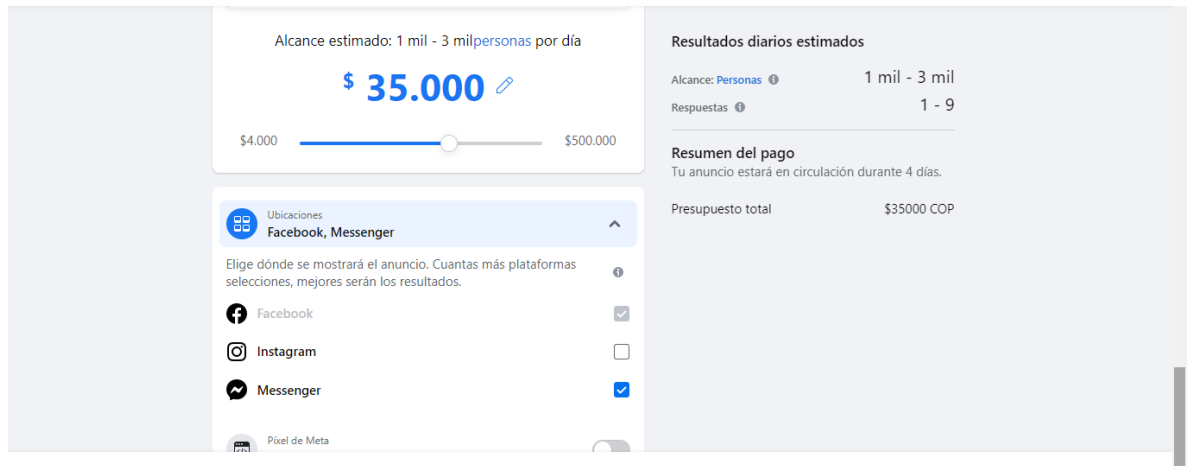 Alcance estimado: 1 mil - 3 milpersonas por día
$ 35.000
$4.000 $500.000
Ubicaciones
Facebook, Messenger
Elige dónde se mostrará el anuncio. Cuantas más plataformas
selecciones, mejores serán los resultados.
Facebook
Instagram
Messenger
Píxel de Meta
Resultados diarios estimados
Alcance: Personas 1 mil - 3 mil
Respuestas 1 - 9
Resumen del pago
Tu anuncio estará en circulación durante 4 días.
Presupuesto total $35000 COP